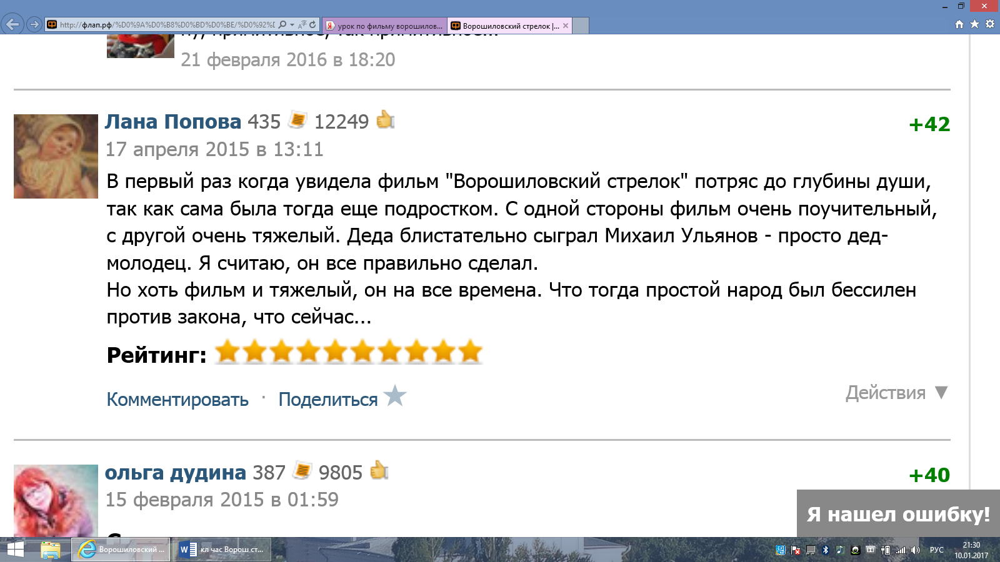 http://флап.рф/%D0%9A%D0%B8%D0%BD%D0%BE/%D0%92%D
урок по фильму ворошилов...
Ворошиловский стрелок |...
21 февраля 2016 в 18:20
Лана Попова 435 12249
+42
17 апреля 2015 в 13:11
В первый раз когда увидела фильм "Ворошиловский стрелок" потряс до глубины души,
так как сама была тогда еще подростком. С одной стороны фильм очень поучительный,
с другой очень тяжелый. Деда блистательно сыграл Михаил Ульянов - просто дед-
молодец. Я считаю, он все правильно сделал.
Но хоть фильм и тяжелый, он на все времена. Что тогда простой народ был бессилен
против закона, что сейчас...
Рейтинг:
Комментировать · Поделиться
Действия ▼
ольга дудина 387 9805
+40
15 февраля 2015 в 01:59
Я нашел ошибку!
Ворошиловский ...
кл час Ворош ст...
РУС
21:30
10.01.2017